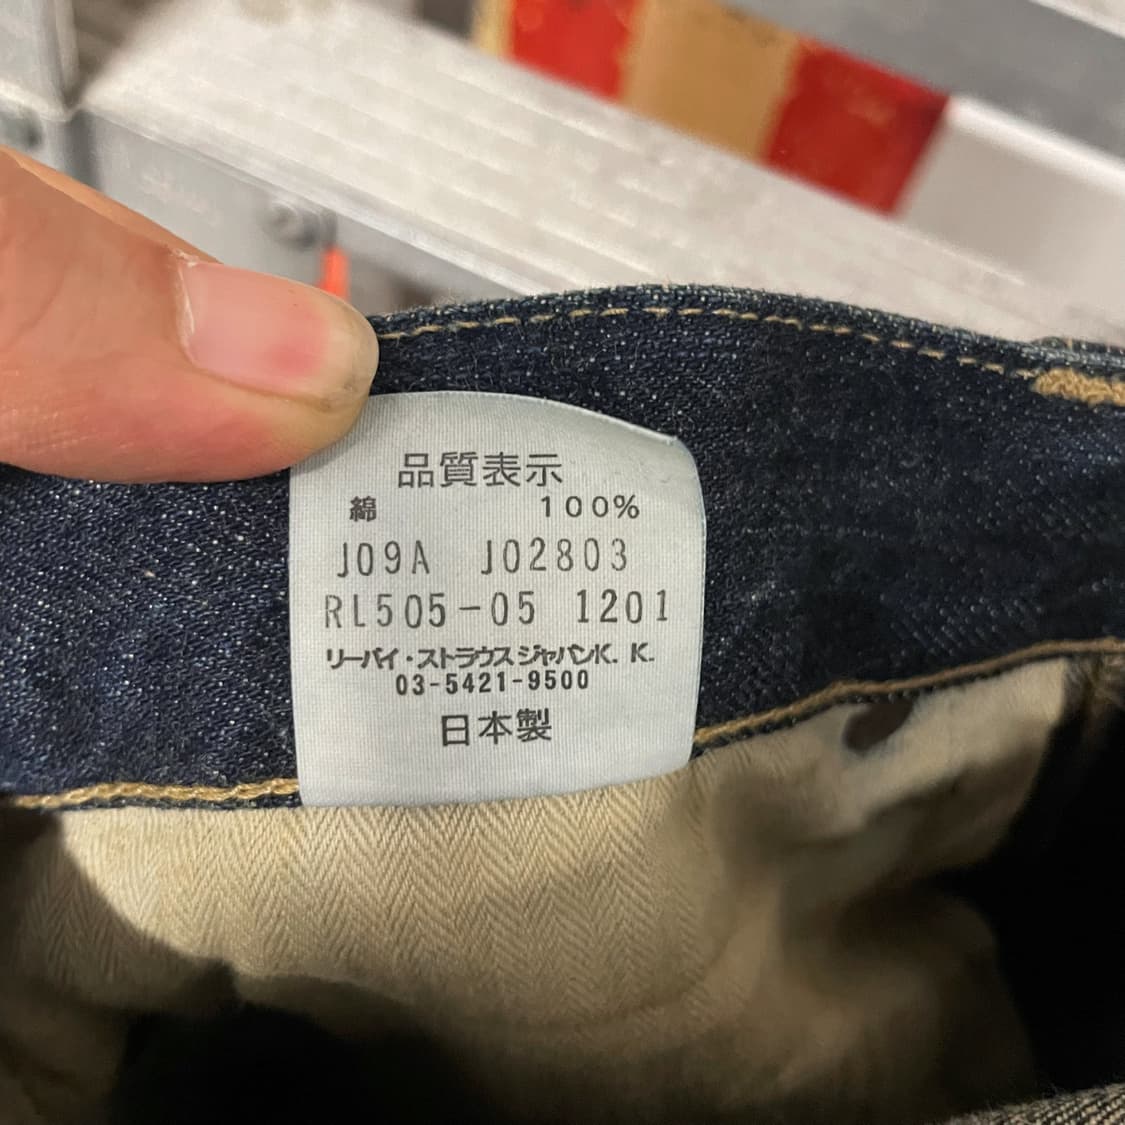 品質表示
綿 100%
J09A J02803
RL505-05 1201
リーバイ・ストラウス ジャパンK. K.
03-5421-9500
日本製